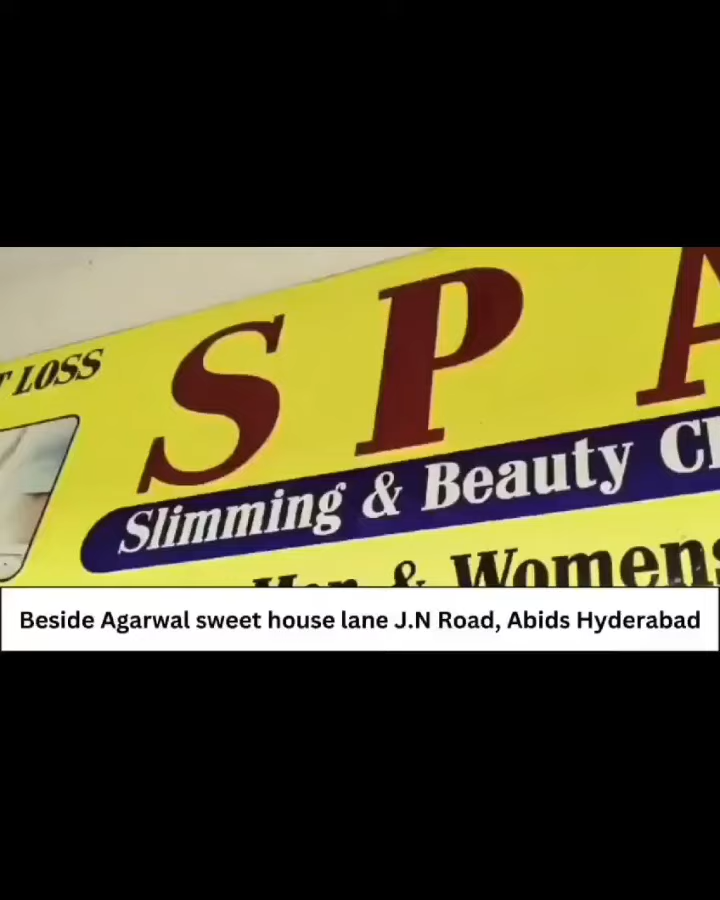 LOSS
S P A
Slimming & Beauty
& Womens
Beside Agarwal sweet house lane J.N Road, Abids Hyderabad